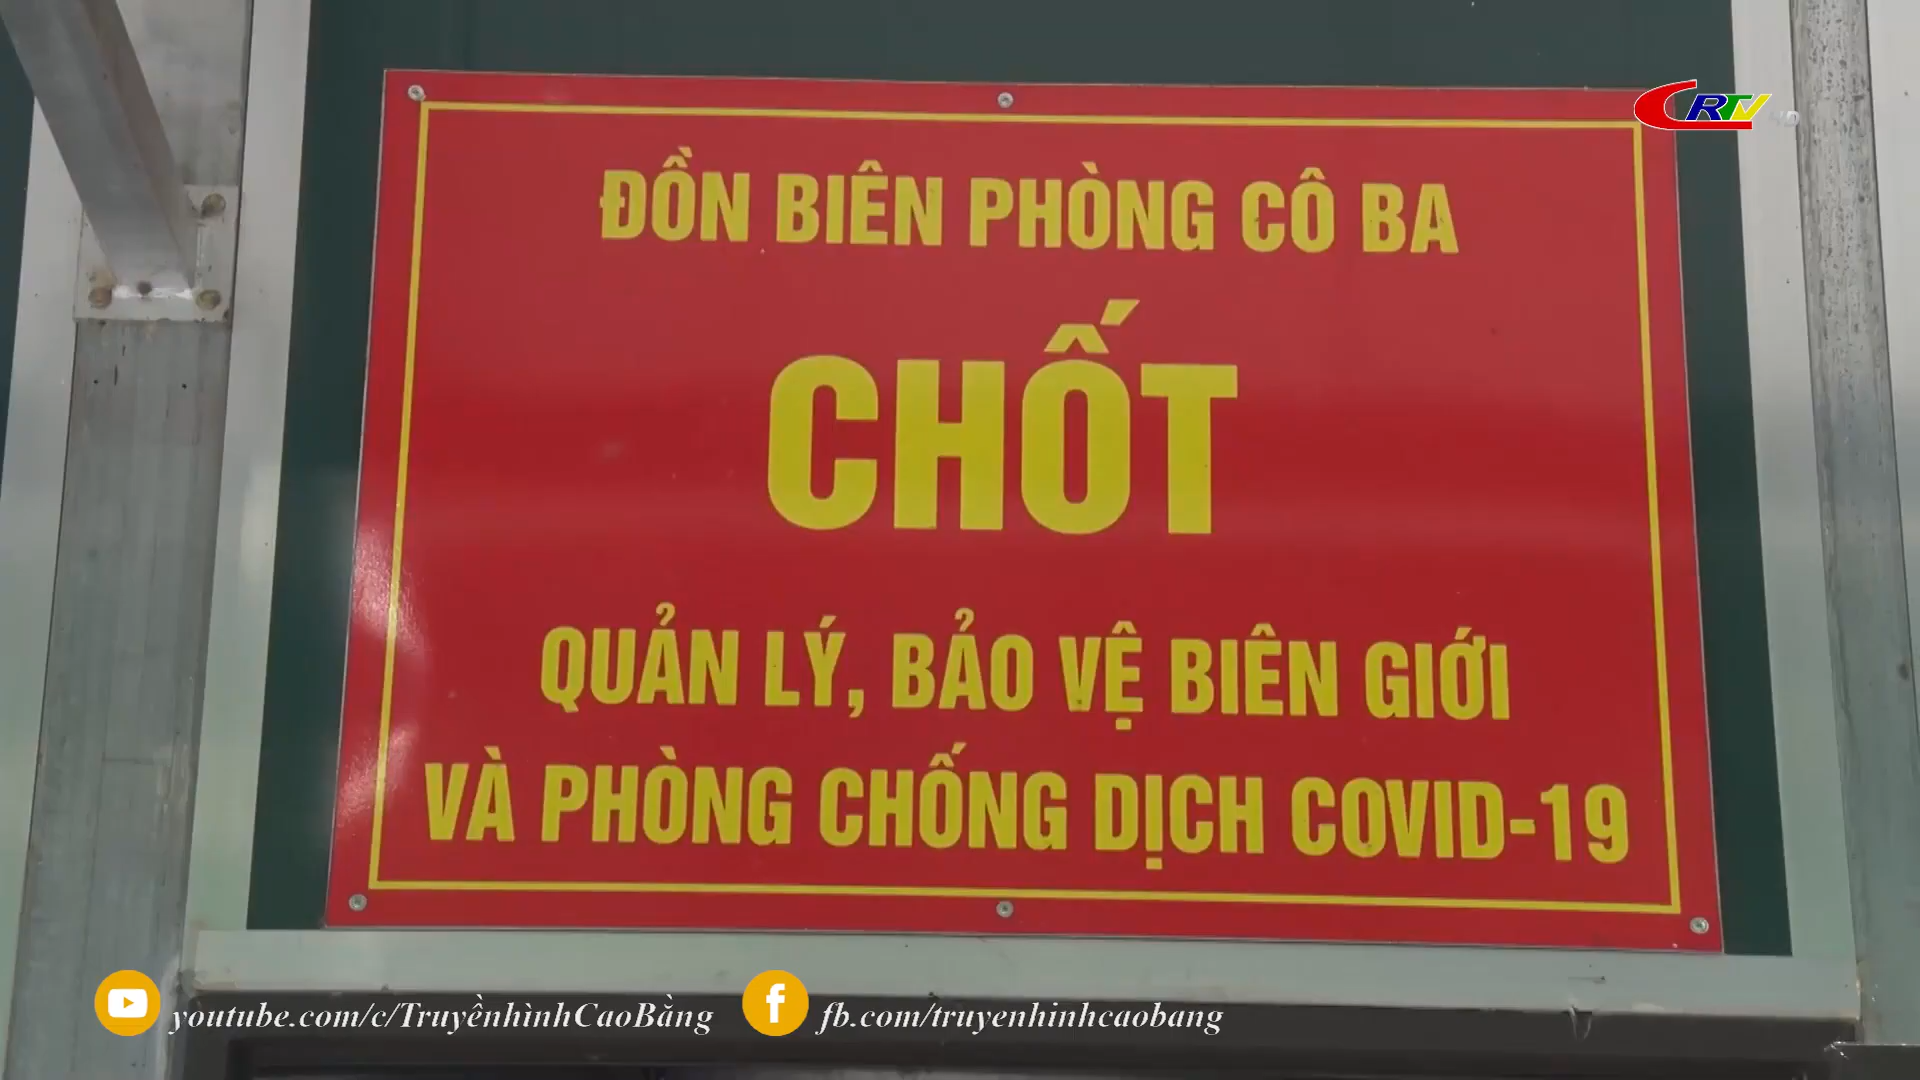 CRTV
ĐỒN BIÊN PHÒNG CÔ BA
CHỐT
QUẢN LÝ, BẢO VỆ BIÊN GIỚI
VÀ PHÒNG CHỐNG DỊCH COVID-19
youtube.com/c/TruyềnhìnhCaoBằng
fb.com/truyenhinhcaobang